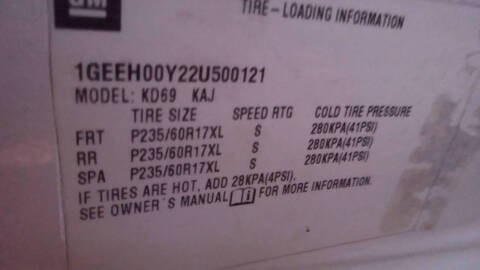 GM
TIRE-LOADING INFORMATION
1GEEH00Y22U500121
MODEL: KD69 KAJ
TIRE SIZE SPEED RTG COLD TIRE PRESSURE
FRT P235/60R17XL S 280KPA(41PSI)
RR P235/60R17XL S 280KPA(41PSI)
SPA P235/60R17XL S 280KPA(41PSI)
IF TIRES ARE HOT, ADD 28KPA(4PSI).
SEE OWNER'S MANUAL FOR MORE INFORMATION.